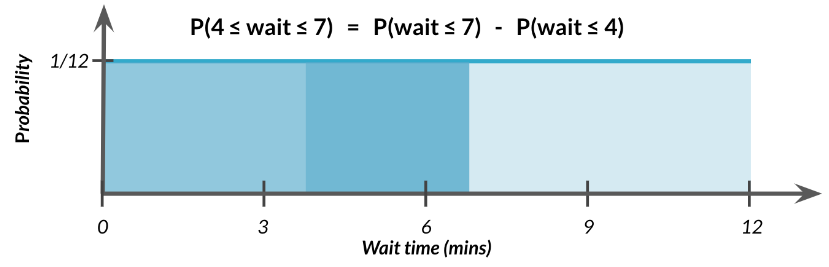 P(4 ≤ wait ≤ 7) = P(wait ≤ 7) - P(wait ≤ 4)
1/12
Probability
0 3 6 9 12
Wait time (mins)